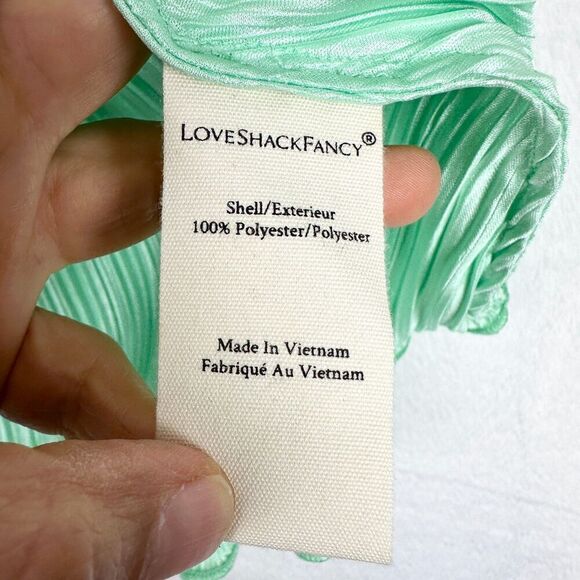 LOVESHACKFANCY®
Shell/Exterieur
100% Polyester/Polyester
Made In Vietnam
Fabriqué Au Vietnam